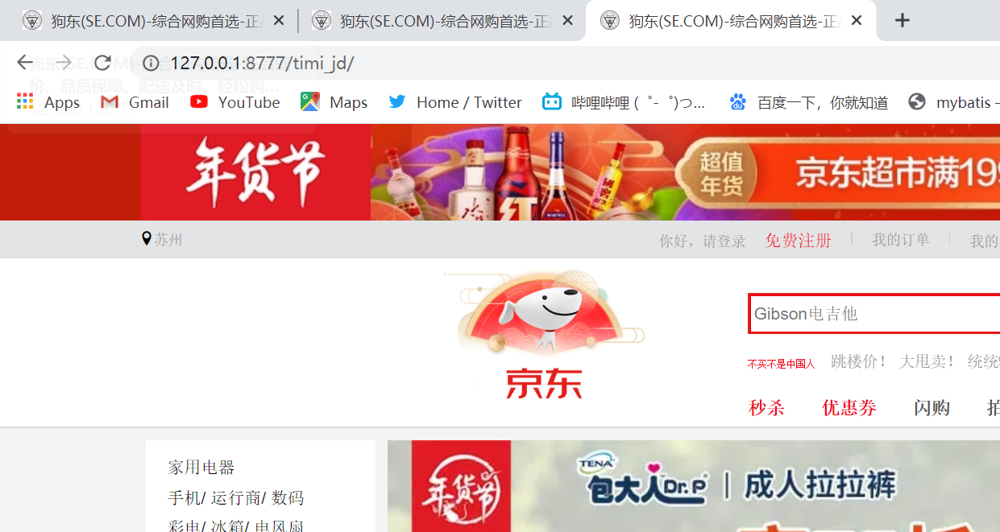 狗东(SE.COM)-综合网购首选-正
狗东(SE.COM)-综合网购首选-正
狗东(SE.COM)-综合网购首选-正
127.0.0.1:8777/timi_jd/
价、品质保障、配送及时、轻松购...
Apps Gmail YouTube Maps Home / Twitter 哔哩哔哩 ( ゜- ゜)つ... 百度一下，你就知道 mybatis –
年货节
超值
年货
京东超市满199
苏州
你好，请登录 免费注册 我的订单 我的
京东
Gibson电吉他
不买不是中国人 跳楼价！ 大甩卖！ 统统
秒杀 优惠券 闪购 拍
家用电器
手机/ 运行商/ 数码
彩电/ 冰箱/ 电风扇
年货节
TENA
包大人Dr.P
成人拉拉裤